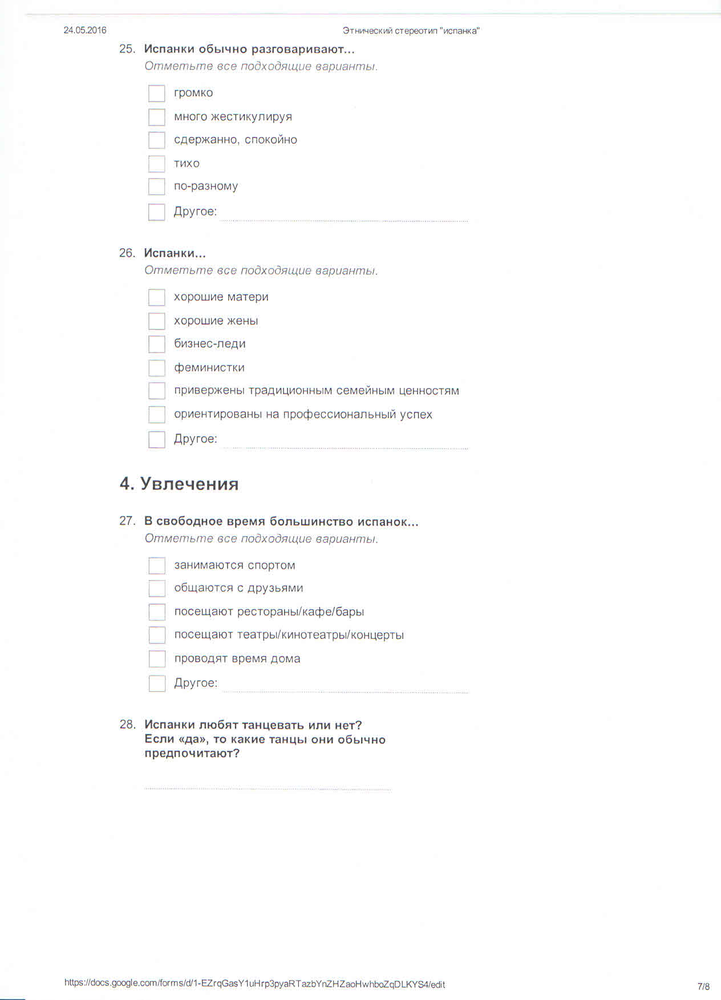 24.05.2016 Этнический стереотип "испанка"
25. Испанки обычно разговаривают...
Отметьте все подходящие варианты.
громко
много жестикулируя
сдержанно, спокойно
тихо
по-разному
Другое:
26. Испанки...
Отметьте все подходящие варианты.
хорошие матери
хорошие жены
бизнес-леди
феминистки
привержены традиционным семейным ценностям
ориентированы на профессиональный успех
Другое:
4. Увлечения
27. В свободное время большинство испанок...
Отметьте все подходящие варианты.
занимаются спортом
общаются с друзьями
посещают рестораны/кафе/бары
посещают театры/кинотеатры/концерты
проводят время дома
Другое:
28. Испанки любят танцевать или нет?
Если «да», то какие танцы они обычно
предпочитают?
https://docs.google.com/forms/d/1-EZrqGasY1uHrp3pyaRTazbYnZHZaoHwhboZqDLKYS4/edit 7/8